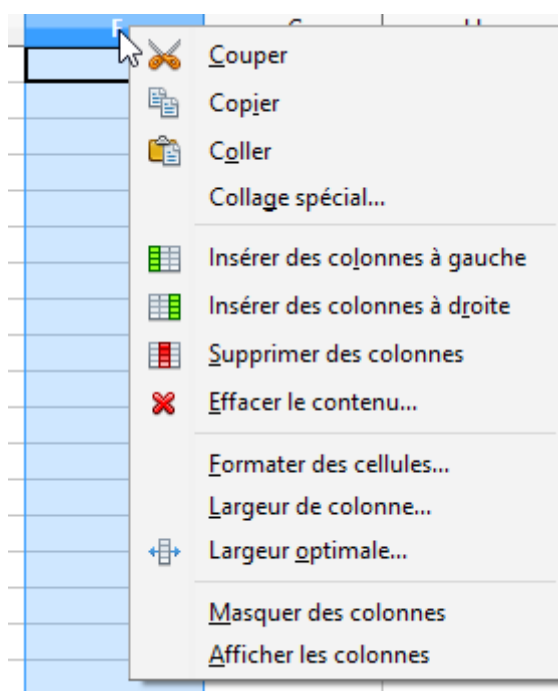 F
Couper
Copier
Coller
Collage spécial...
Insérer des colonnes à gauche
Insérer des colonnes à droite
Supprimer des colonnes
Effacer le contenu...
Formater des cellules...
Largeur de colonne...
Largeur optimale...
Masquer des colonnes
Afficher les colonnes